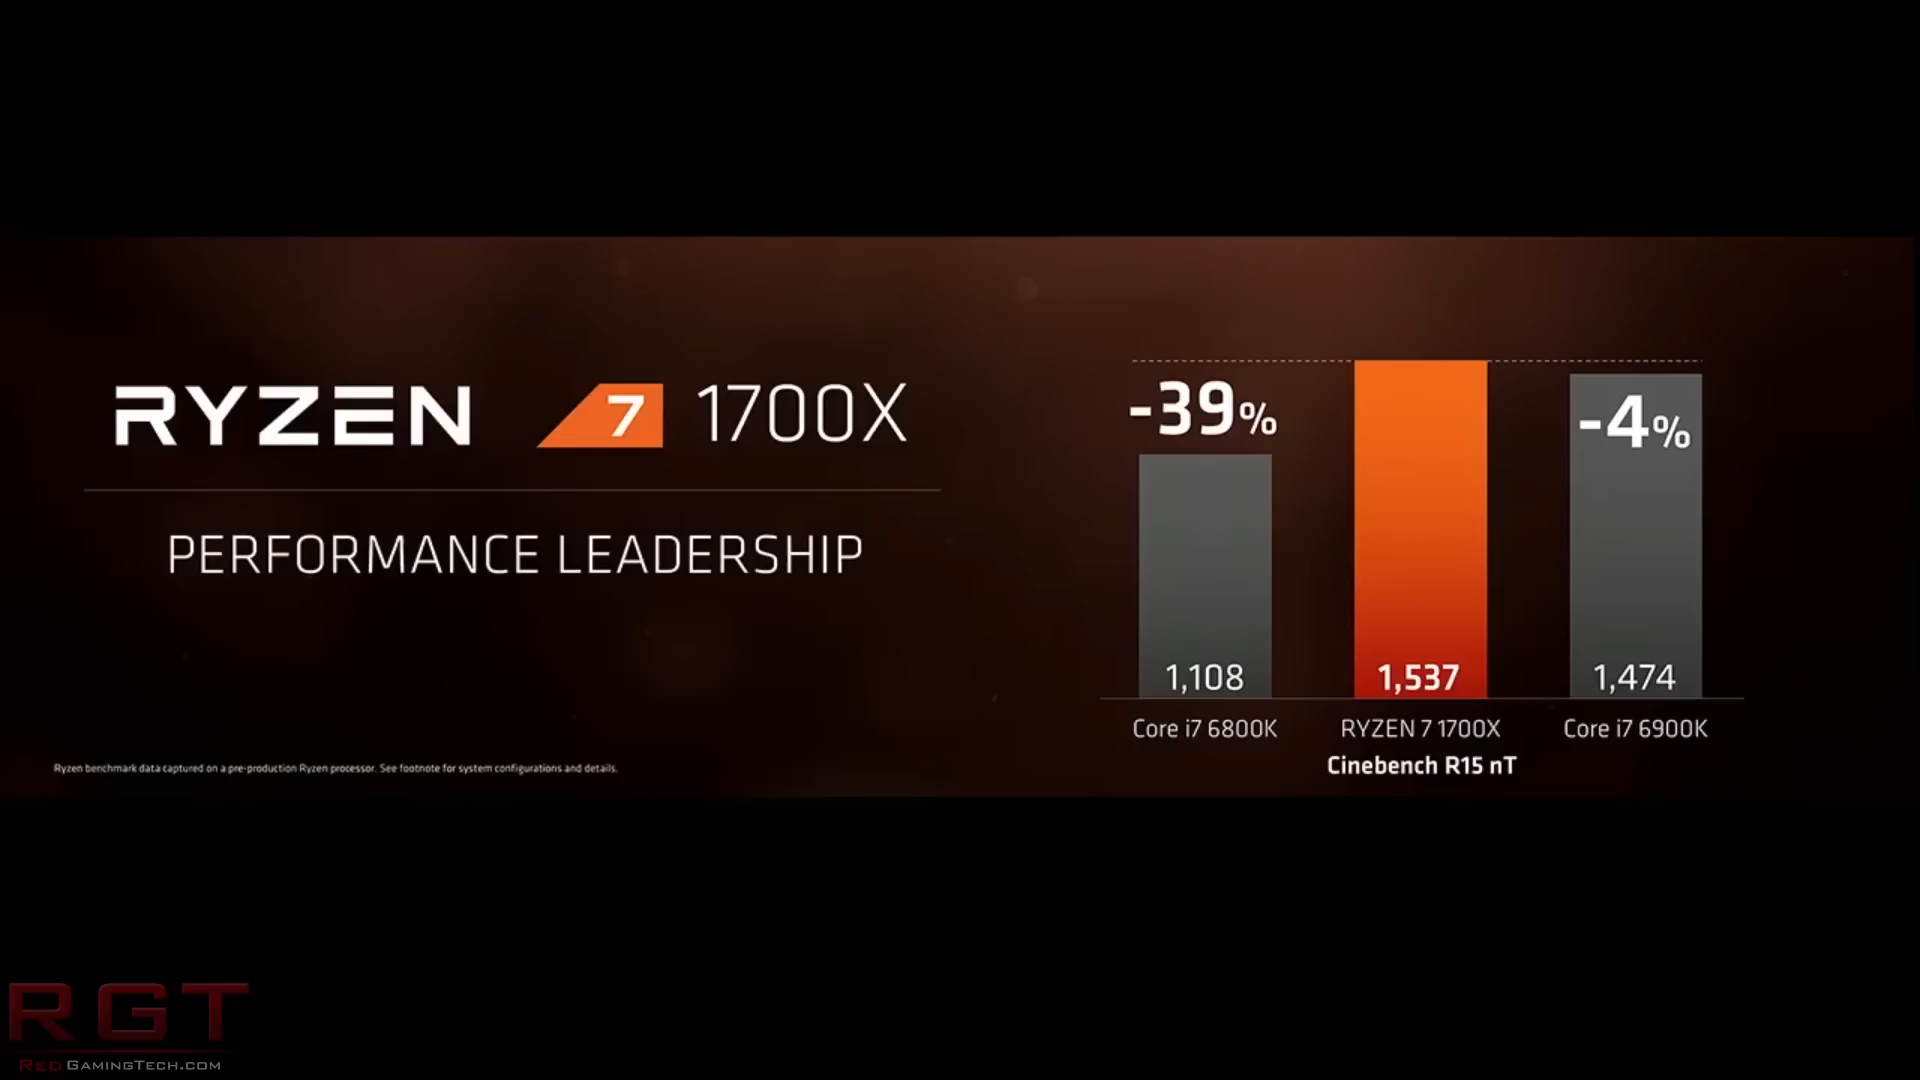 RYZEN 7 1700X
PERFORMANCE LEADERSHIP
Ryzen benchmark data captured on a pre-production Ryzen processor. See footnote for system configurations and details.
-39%
-4%
1,108
1,537
1,474
Core i7 6800K
RYZEN 7 1700X
Core i7 6900K
Cinebench R15 nT
RGT
REDGAMINGTECH.COM